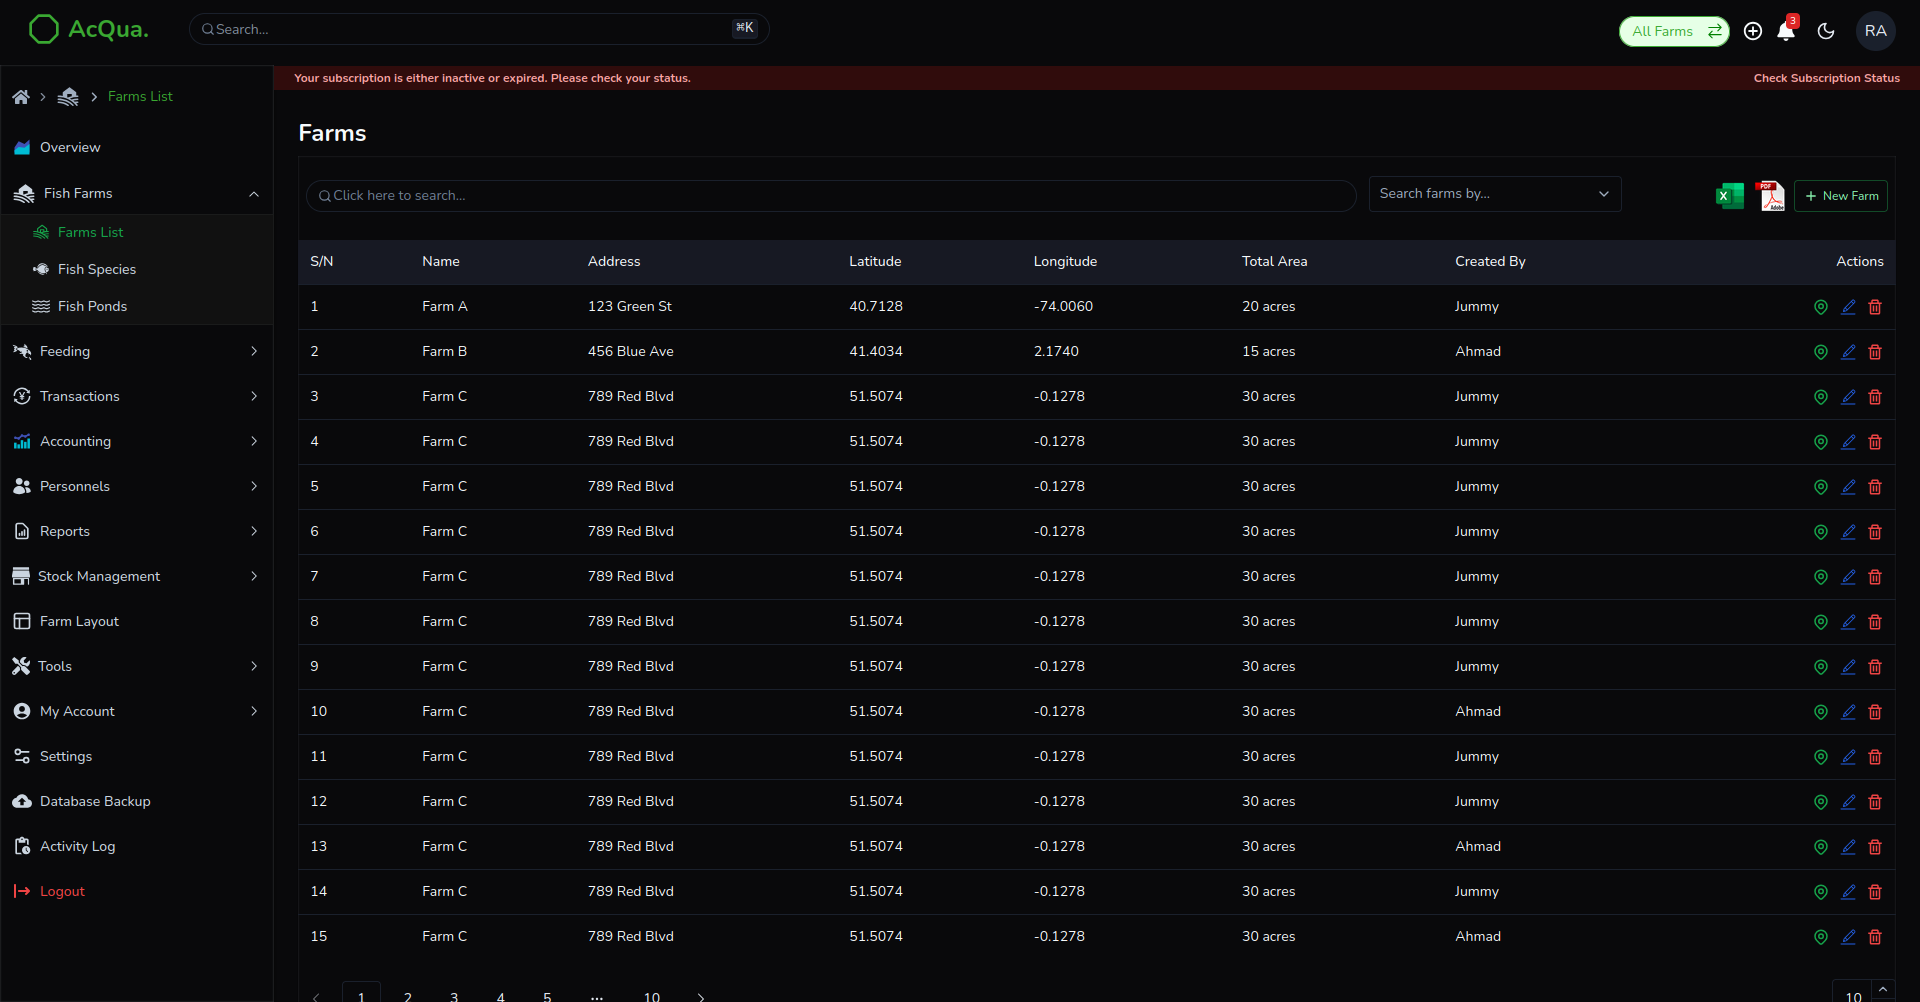 AcQua.
Search...
⌘K
All Farms
3
RA
Your subscription is either inactive or expired. Please check your status.
Check Subscription Status
Farms List
Overview
Fish Farms
Farms List
Fish Species
Fish Ponds
Feeding
Transactions
Accounting
Personnels
Reports
Stock Management
Farm Layout
Tools
My Account
Settings
Database Backup
Activity Log
Logout
Farms
Click here to search...
Search farms by...
X
PDF
Adobe
+ New Farm
S/N Name Address Latitude Longitude Total Area Created By Actions
1 Farm A 123 Green St 40.7128 -74.0060 20 acres Jummy
2 Farm B 456 Blue Ave 41.4034 2.1740 15 acres Ahmad
3 Farm C 789 Red Blvd 51.5074 -0.1278 30 acres Jummy
4 Farm C 789 Red Blvd 51.5074 -0.1278 30 acres Jummy
5 Farm C 789 Red Blvd 51.5074 -0.1278 30 acres Jummy
6 Farm C 789 Red Blvd 51.5074 -0.1278 30 acres Jummy
7 Farm C 789 Red Blvd 51.5074 -0.1278 30 acres Jummy
8 Farm C 789 Red Blvd 51.5074 -0.1278 30 acres Jummy
9 Farm C 789 Red Blvd 51.5074 -0.1278 30 acres Jummy
10 Farm C 789 Red Blvd 51.5074 -0.1278 30 acres Ahmad
11 Farm C 789 Red Blvd 51.5074 -0.1278 30 acres Jummy
12 Farm C 789 Red Blvd 51.5074 -0.1278 30 acres Jummy
13 Farm C 789 Red Blvd 51.5074 -0.1278 30 acres Ahmad
14 Farm C 789 Red Blvd 51.5074 -0.1278 30 acres Jummy
15 Farm C 789 Red Blvd 51.5074 -0.1278 30 acres Ahmad
1 2 3 4 5 ••• 10
10